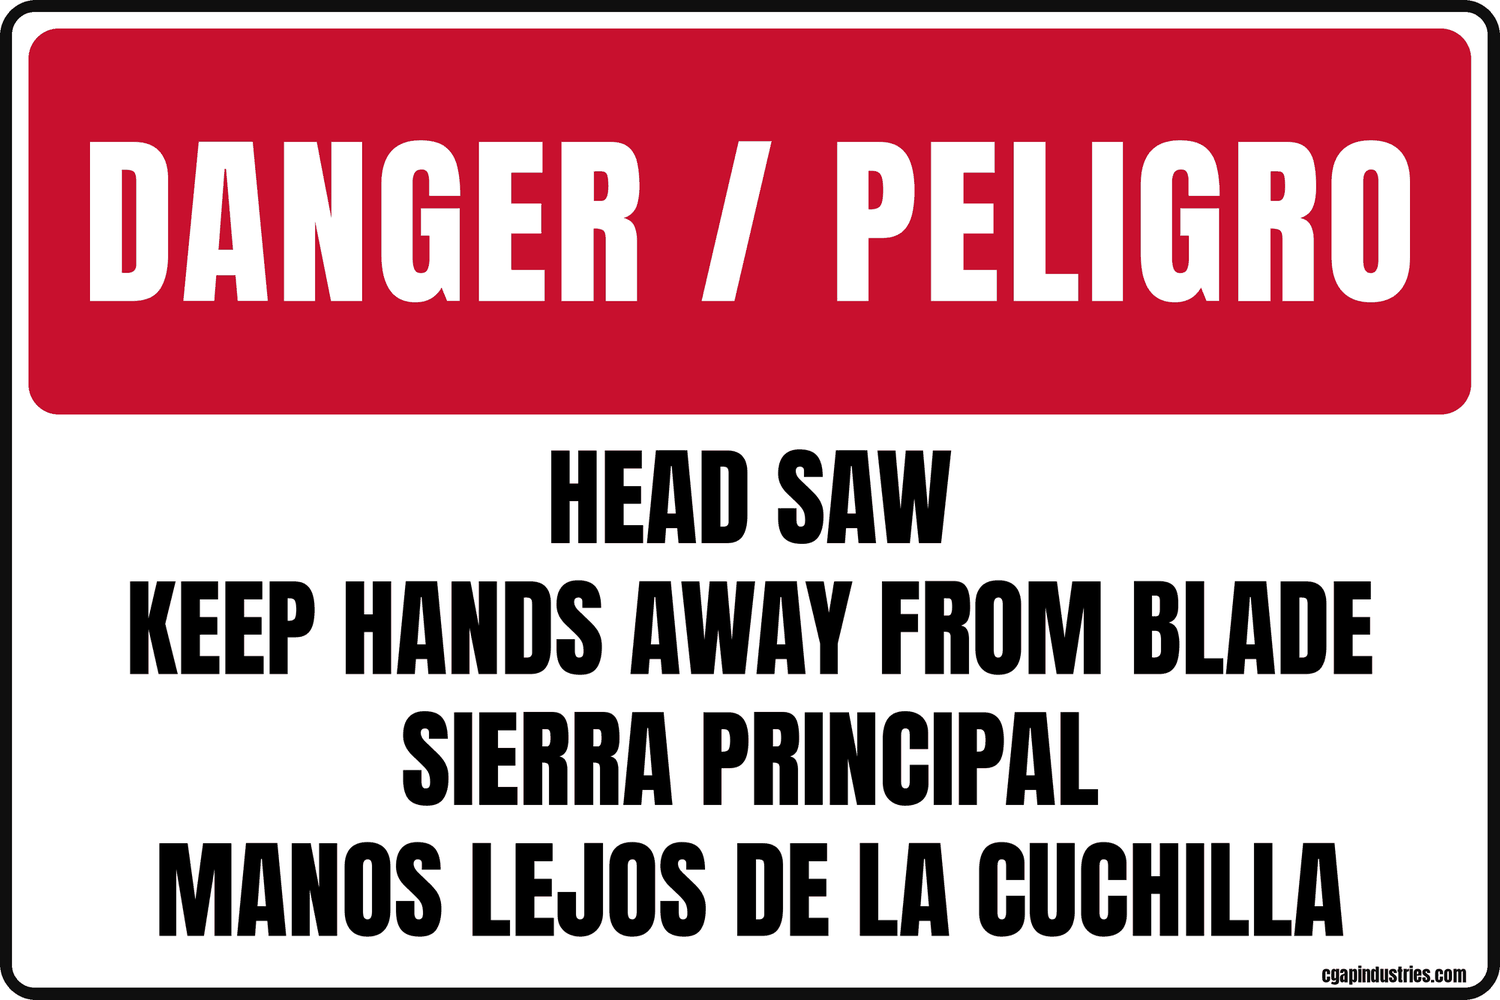 DANGER / PELIGRO
HEAD SAW
KEEP HANDS AWAY FROM BLADE
SIERRA PRINCIPAL
MANOS LEJOS DE LA CUCHILLA
cgapindustries.com